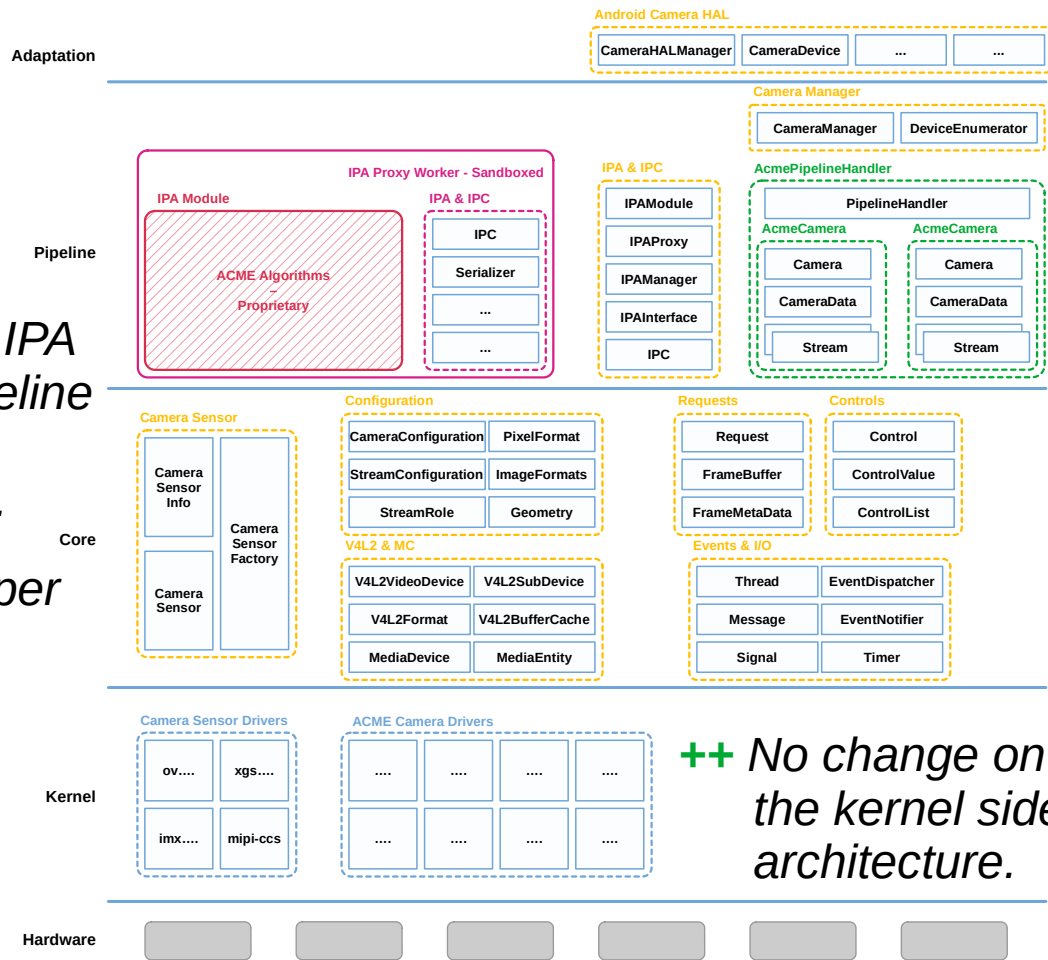 Android Camera HAL
Adaptation
CameraHALManager
CameraDevice
...
...
Camera Manager
CameraManager
DeviceEnumerator
Pipeline
IPA Proxy Worker - Sandboxed
IPA Module
ACME Algorithms
–
Proprietary
IPA & IPC
IPC
Serializer
...
...
IPA & IPC
IPAModule
IPAProxy
IPAManager
IPAInterface
IPC
AcmePipelineHandler
PipelineHandler
AcmeCamera
Camera
CameraData
Stream
AcmeCamera
Camera
CameraData
Stream
IPA
eline
per
Core
Camera Sensor
Camera
Sensor
Info
Camera
Sensor
Camera
Sensor
Factory
Configuration
CameraConfiguration
PixelFormat
StreamConfiguration
ImageFormats
StreamRole
Geometry
Requests
Request
FrameBuffer
FrameMetaData
Controls
Control
ControlValue
ControlList
V4L2 & MC
V4L2VideoDevice
V4L2SubDevice
V4L2Format
V4L2BufferCache
MediaDevice
MediaEntity
Events & I/O
Thread
EventDispatcher
Message
EventNotifier
Signal
Timer
Kernel
Camera Sensor Drivers
ov....
xgs....
imx....
mipi-ccs
ACME Camera Drivers
....
....
....
....
....
....
....
....
++ No change on
the kernel side
architecture.
Hardware